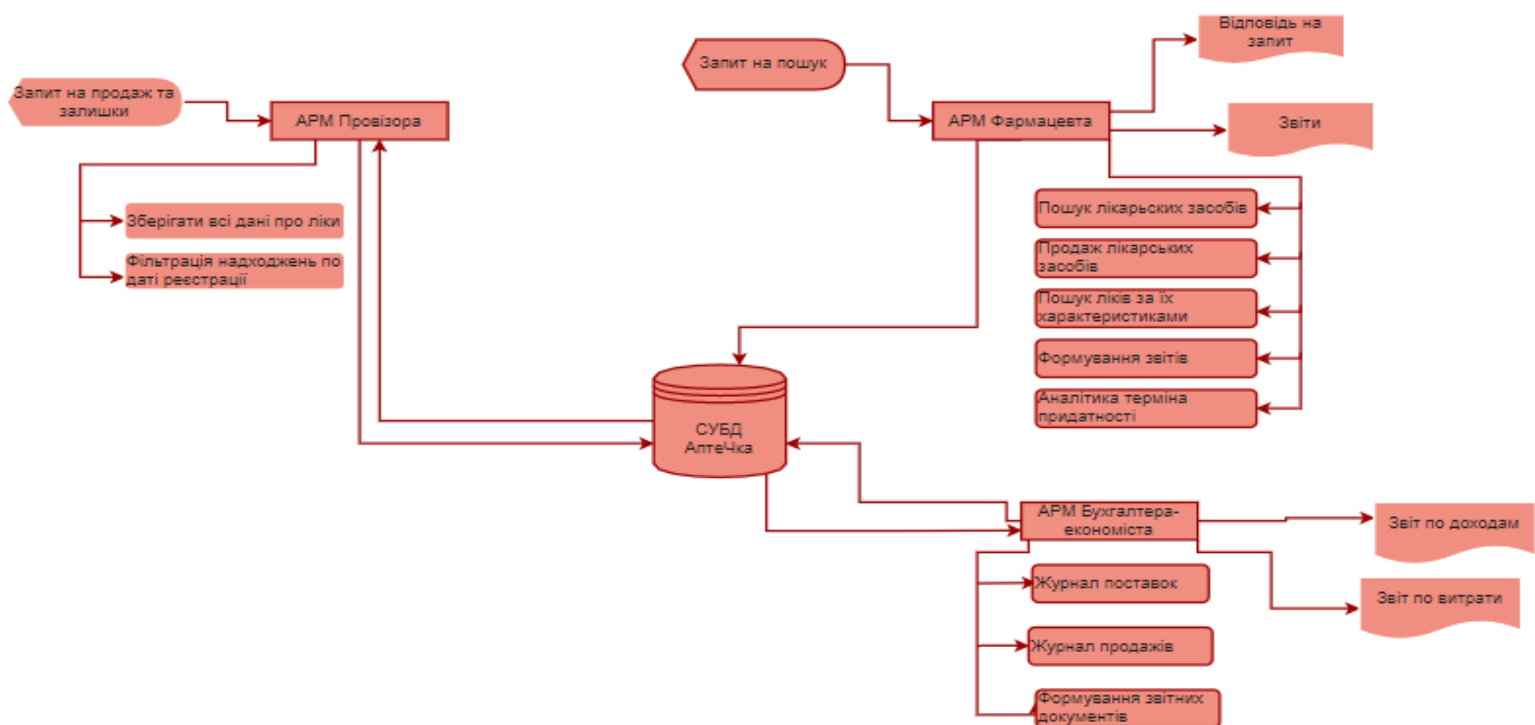 Відповідь на
запит
Запит на пошук
Запит на продаж та
залишки
АРМ Провізора
АРМ Фармацевта
Звіти
Зберігати всі дані про ліки
Фільтрація надходжень по
даті реєстрації
Пошук лікарьских засобів
Продаж лікарських
засобів
Пошук ліків за їх
характеристиками
Формування звітів
Аналітика терміна
придатності
СУБД
АптеЧка
АРМ Бухгалтера-
економіста
Звіт по доходам
Журнал поставок
Звіт по витрати
Журнал продажів
Формування звітних
документів